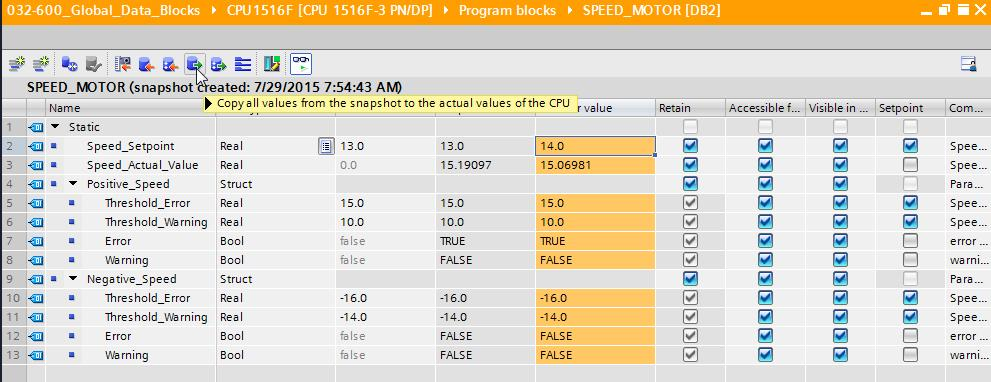 032-600_Global_Data_Blocks ▸ CPU1516F [CPU 1516F-3 PN/DP] ▸ Program blocks ▸ SPEED_MOTOR [DB2]
SPEED_MOTOR (snapshot created: 7/29/2015 7:54:43 AM)
Copy all values from the snapshot to the actual values of the CPU
Name value Retain Accessible f... Visible in ... Setpoint Com...
1 Static
2 Speed_Setpoint Real 13.0 13.0 14.0 Spee...
3 Speed_Actual_Value Real 0.0 15.19097 15.06981 Spee...
4 Positive_Speed Struct Para...
5 Threshold_Error Real 15.0 15.0 15.0 Spee...
6 Threshold_Warning Real 10.0 10.0 10.0 Spee...
7 Error Bool false TRUE TRUE error ...
8 Warning Bool false FALSE FALSE warni...
9 Negative_Speed Struct Para...
10 Threshold_Error Real -16.0 -16.0 -16.0 Spee...
11 Threshold_Warning Real -14.0 -14.0 -14.0 Spee...
12 Error Bool false FALSE FALSE error ...
13 Warning Bool false FALSE FALSE warni...